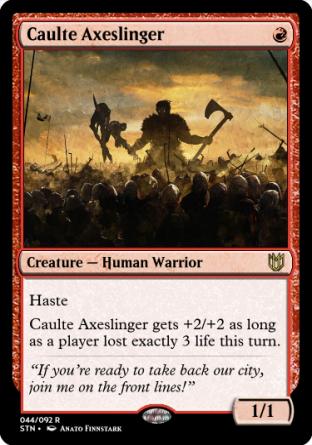 Caulte Axeslinger
Creature — Human Warrior
Haste
Caulte Axeslinger gets +2/+2 as long
as a player lost exactly 3 life this turn.
"If you're ready to take back our city,
join me on the front lines!"
1/1
044/092 R
STN • Anato Finnstark